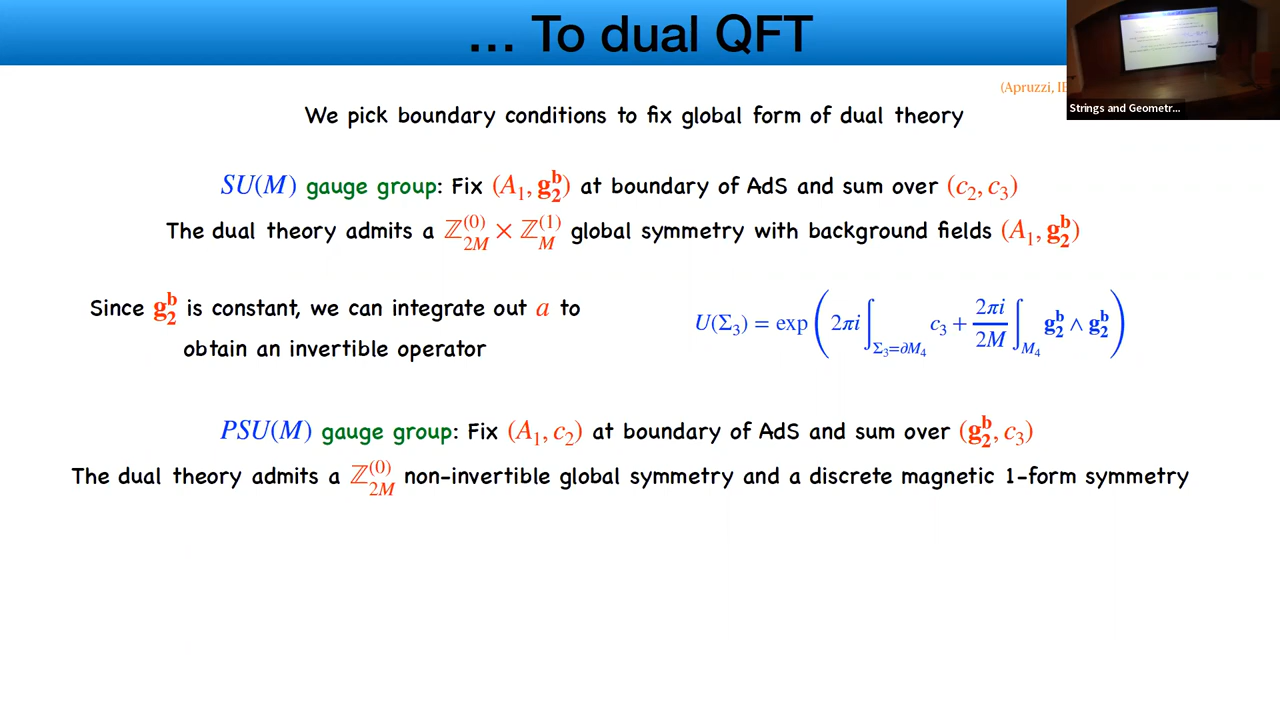 ... To dual QFT
(Apruzzi,
Strings and Geometr...
We pick boundary conditions to fix global form of dual theory
SU(M) gauge group: Fix (A₁, g₂ᵇ) at boundary of AdS and sum over (c₂, c₃)
The dual theory admits a ℤ₂ₘ⁽⁰⁾ × ℤₘ⁽¹⁾ global symmetry with background fields (A₁, g₂ᵇ)
Since g₂ᵇ is constant, we can integrate out a to
obtain an invertible operator
U(Σ₃) = exp(2πi ∫_{Σ₃=∂M₄} c₃ + 2πi/2M ∫_{M₄} g₂ᵇ ∧ g₂ᵇ)
PSU(M) gauge group: Fix (A₁, c₂) at boundary of AdS and sum over (g₂ᵇ, c₃)
The dual theory admits a ℤ₂ₘ⁽⁰⁾ non-invertible global symmetry and a discrete magnetic 1-form symmetry